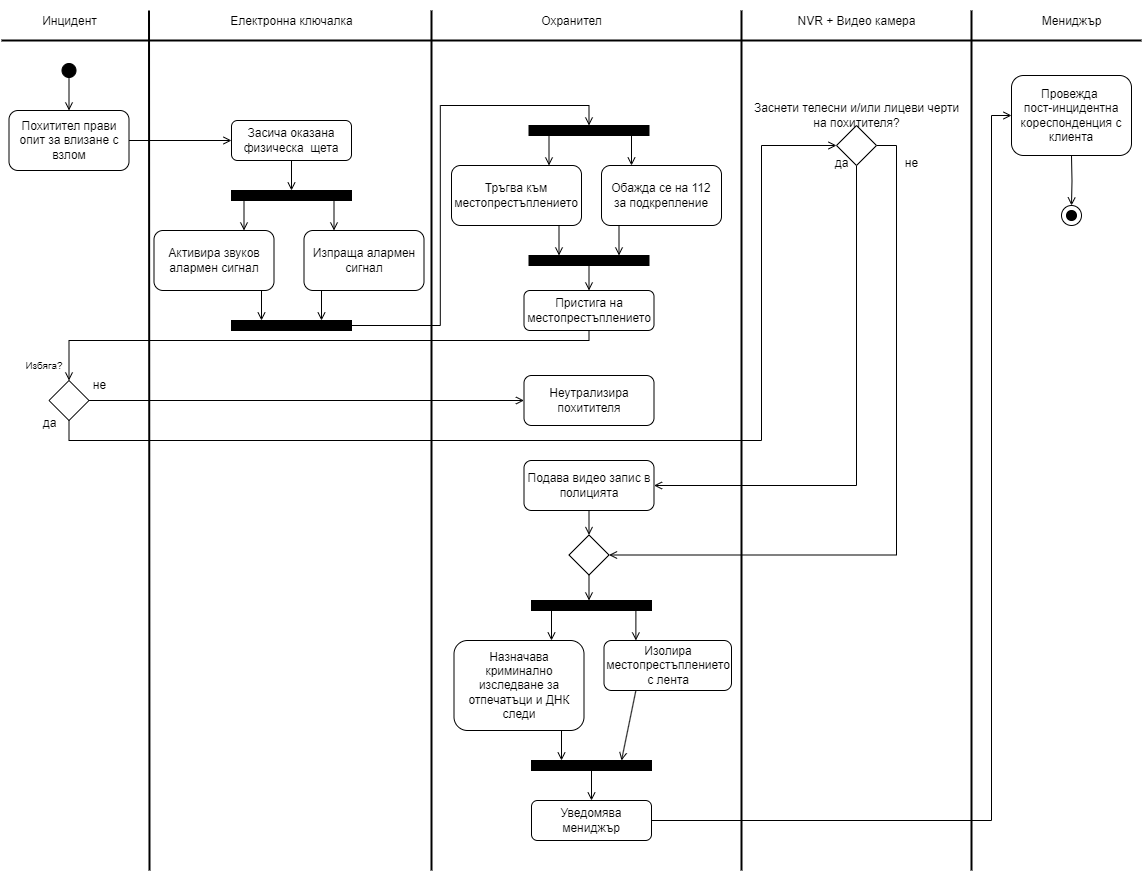 Инцидент
Електронна ключалка
Охранител
NVR + Видео камера
Мениджър
Похитител прави
опит за влизане с
взлом
Засича оказана
физическа щета
Активира звуков
алармен сигнал
Изпраща алармен
сигнал
Тръгва към
местопрестъплението
Обажда се на 112
за подкрепление
Пристига на
местопрестъплението
Заснети телесни и/или лицеви черти
на похитителя?
да
не
Провежда
пост-инцидентна
кореспонденция с
клиента
Избяга?
не
да
Неутрализира
похитителя
Подава видео запис в
полицията
Назначава
криминално
изследване за
отпечатъци и ДНК
следи
Изолира
местопрестъплението
с лента
Уведомява
мениджър